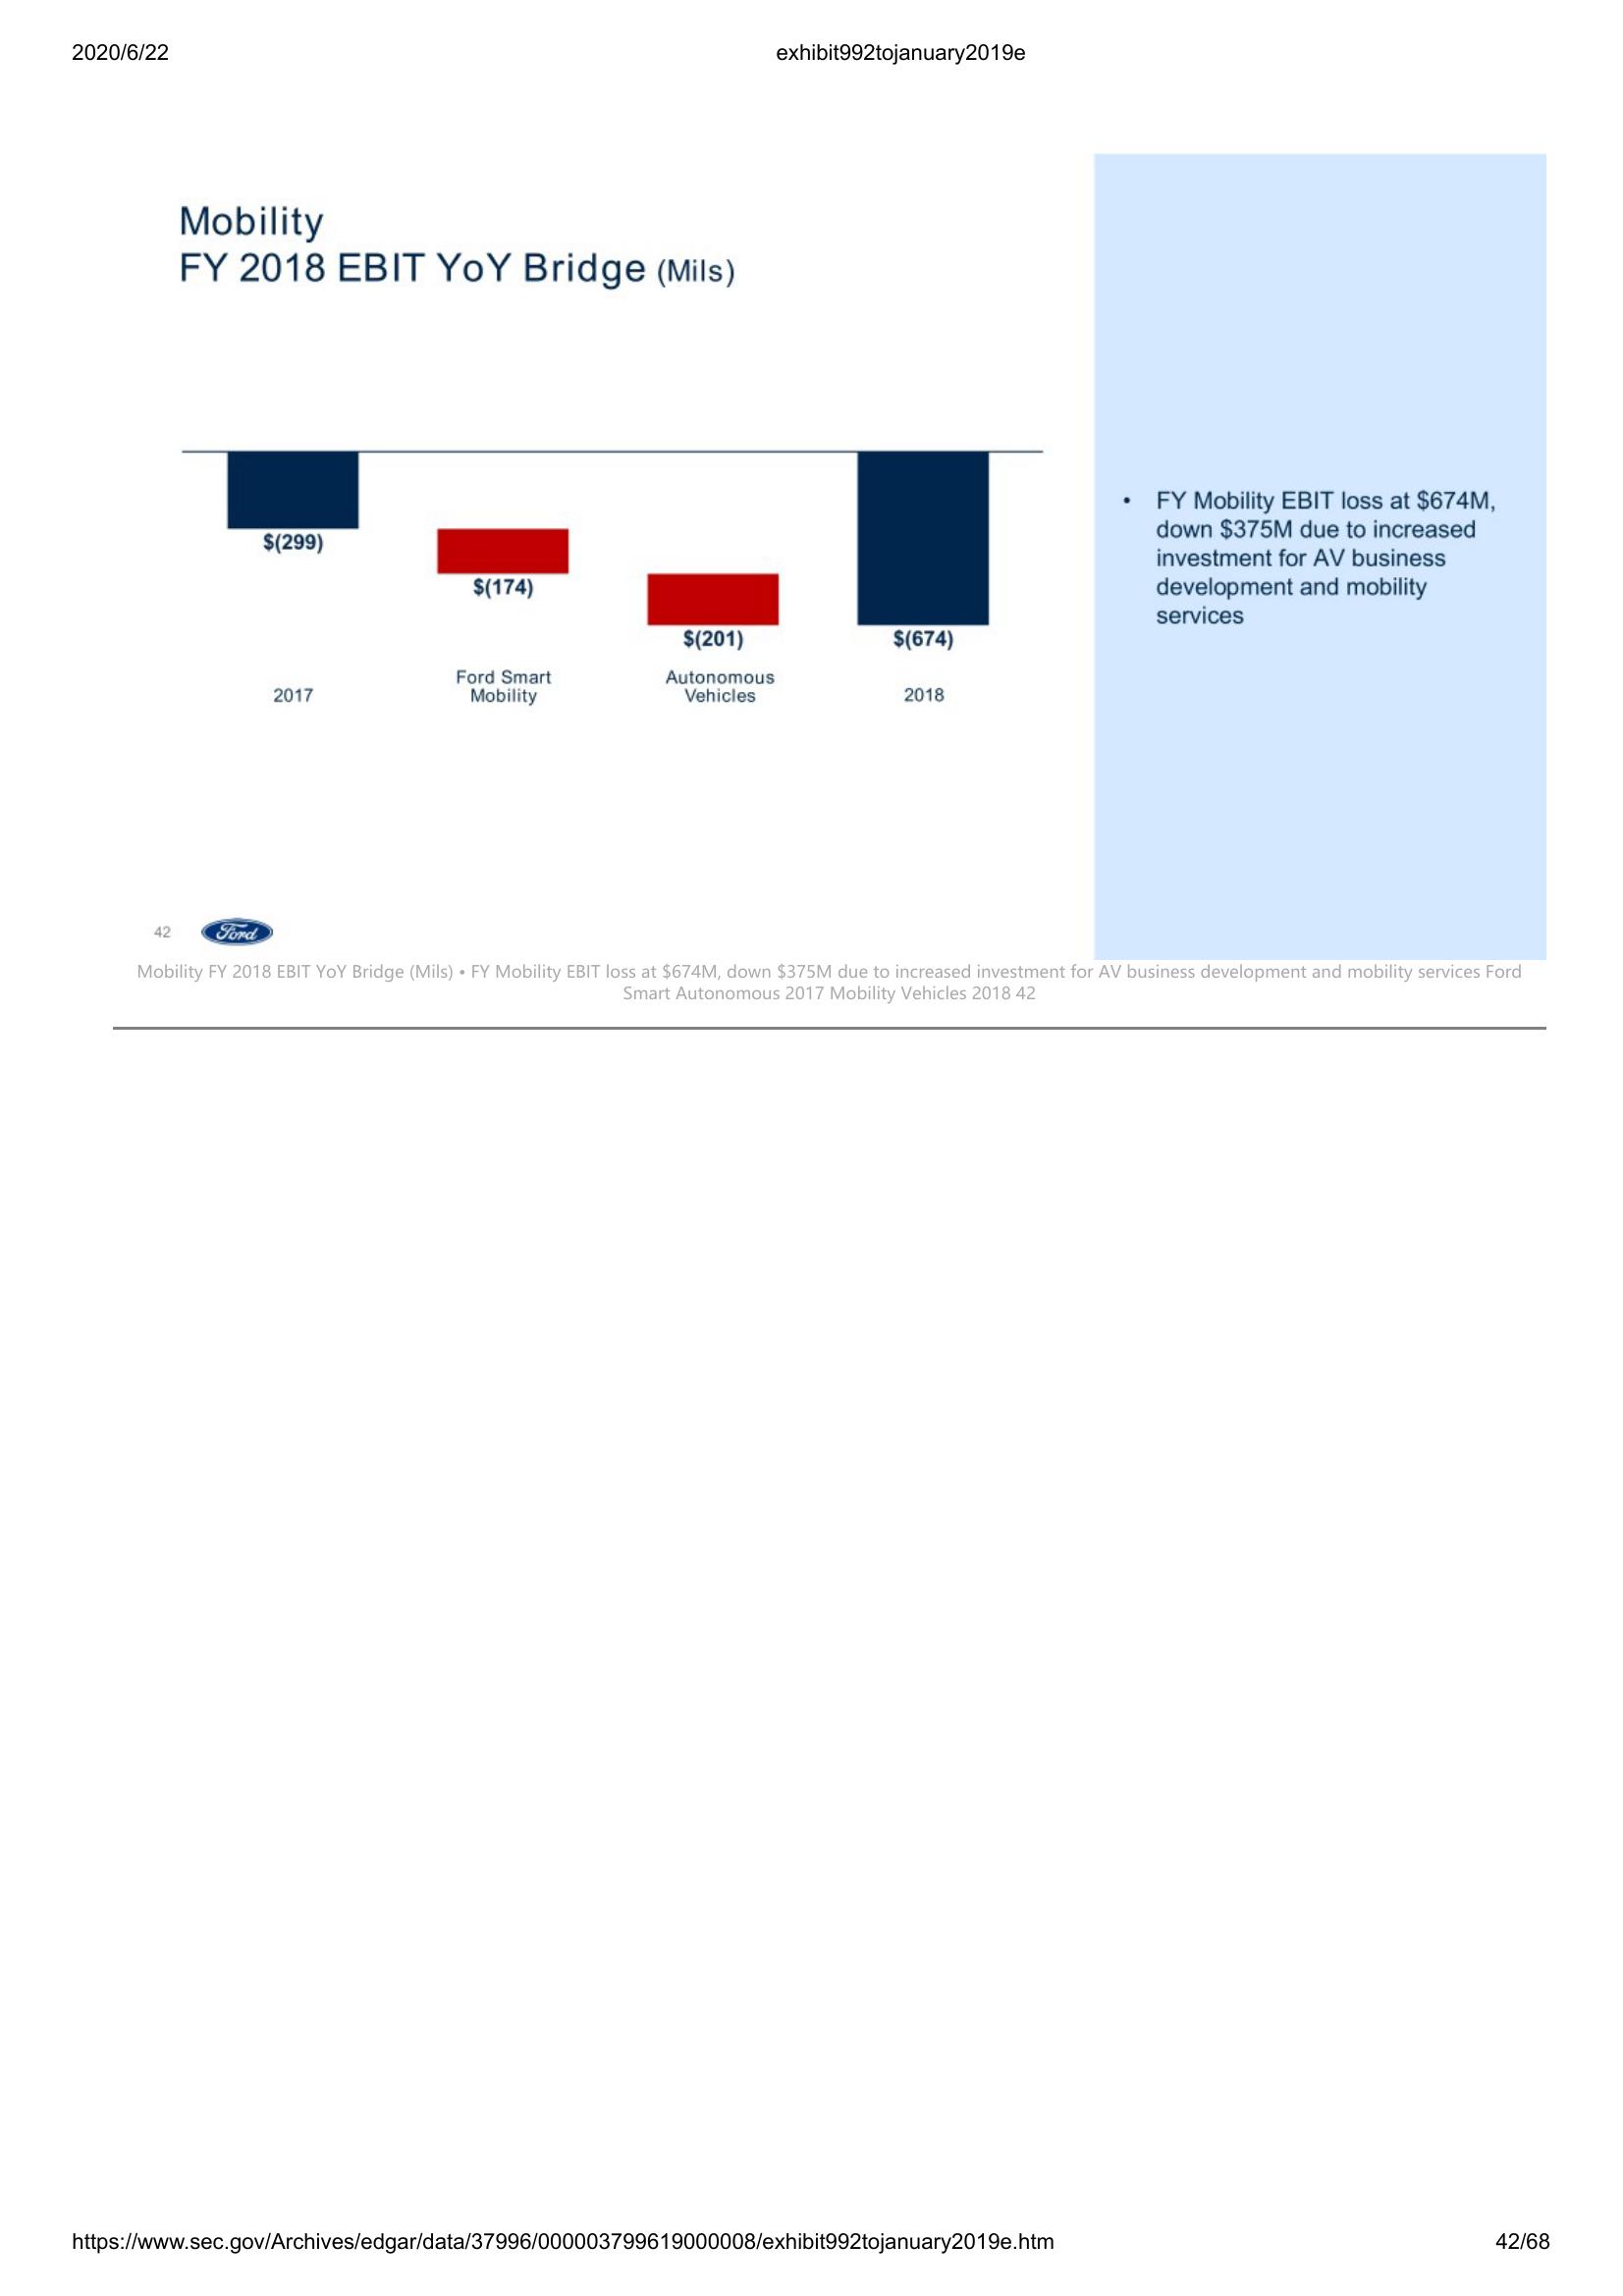 2020/6/22
exhibit992tojanuary2019e
Mobility
FY 2018 EBIT YoY Bridge (Mils)
$(299)
$(174)
$(201)
$(674)
2017
Ford Smart
Mobility
Autonomous
Vehicles
2018
• FY Mobility EBIT loss at $674M,
down $375M due to increased
investment for AV business
development and mobility
services
42
Ford
Mobility FY 2018 EBIT YoY Bridge (Mils) • FY Mobility EBIT loss at $674M, down $375M due to increased investment for AV business development and mobility services Ford
Smart Autonomous 2017 Mobility Vehicles 2018 42
https://www.sec.gov/Archives/edgar/data/37996/000003799619000008/exhibit992tojanuary2019e.htm
42/68